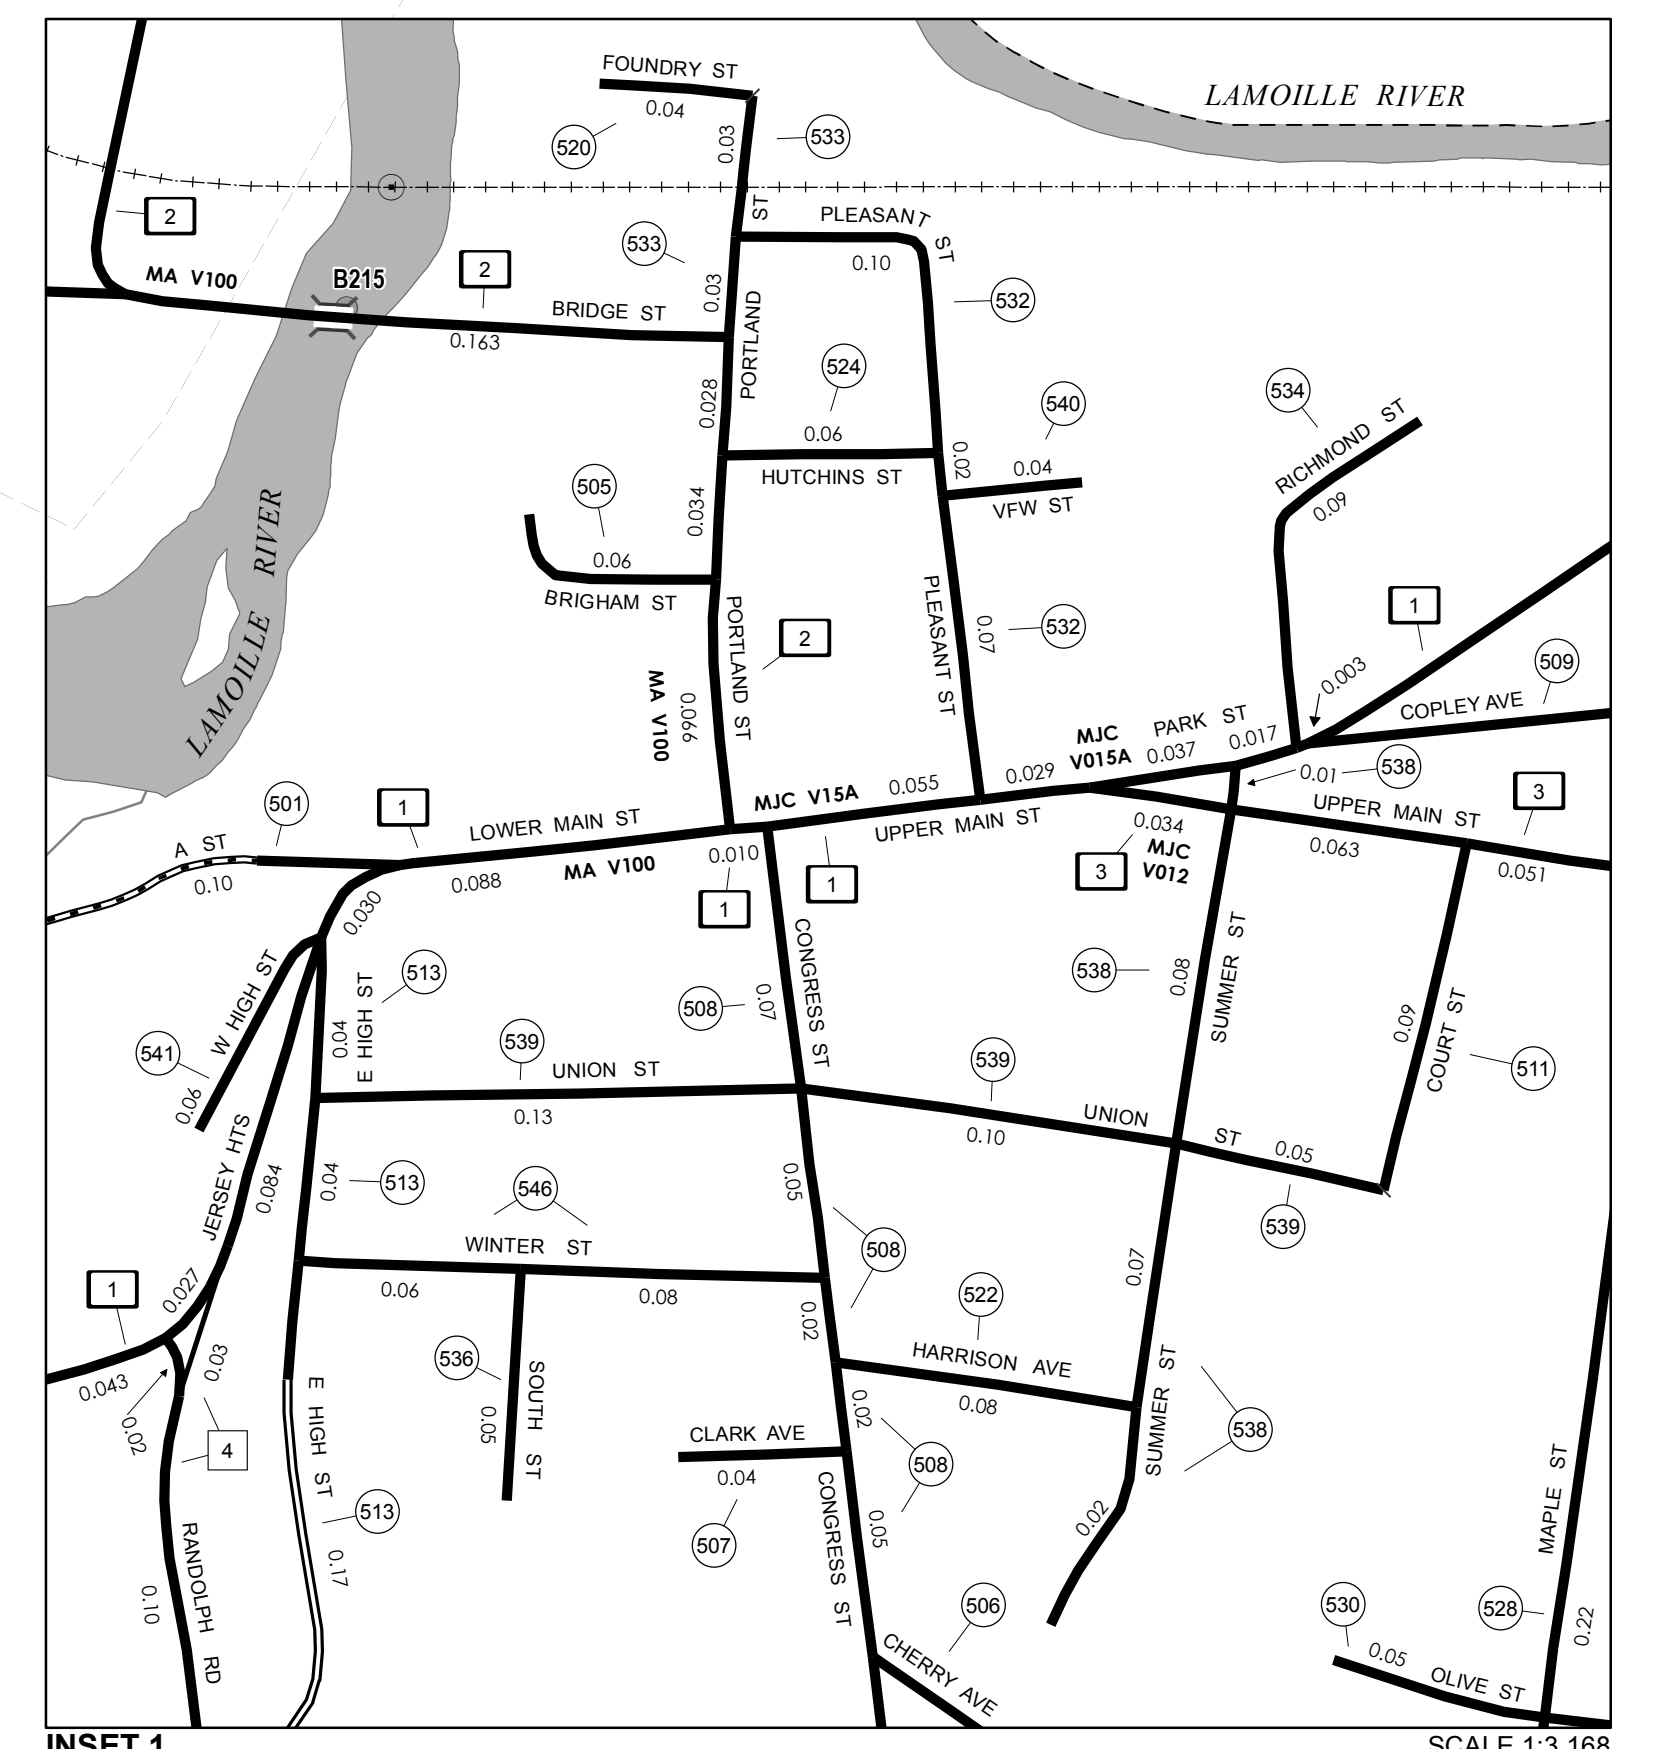 FOUNDRY ST
0.04
520
0.03
533
LAMOILLE RIVER
2
MA V100
B215
2
533
0.03
ST
PLEASANT ST
0.10
532
BRIDGE ST
0.163
PORTLAND
0.028
524
0.06
HUTCHINS ST
540
0.02
0.04
VFW ST
534
RICHMOND ST
0.09
505
0.06
BRIGHAM ST
0.034
LAMOILLE RIVER
PORTLAND ST
2
MA V100
0.066
PLEASANT ST
0.07
532
1
0.003
509
COPLEY AVE
MJC
V015A
PARK ST
0.037
0.017
0.01
538
3
UPPER MAIN ST
501
A ST
0.10
1
LOWER MAIN ST
MA V100
0.088
MJC V15A
0.055
0.029
UPPER MAIN ST
0.010
1
1
0.034
MJC
V012
3
0.063
0.051
0.030
W HIGH ST
541
0.06
E HIGH ST
0.04
513
508
0.07
CONGRESS ST
538
0.08
SUMMER ST
0.09
COURT ST
511
539
UNION ST
0.13
539
UNION ST
0.10
0.05
539
JERSEY HTS
0.084
0.04
513
546
WINTER ST
0.06
0.08
0.05
508
0.02
0.07
522
HARRISON AVE
0.08
1
0.027
0.043
0.02
0.03
4
536
SOUTH ST
0.05
E HIGH ST
513
0.17
RANDOLPH RD
0.10
CLARK AVE
0.04
507
0.02
508
CONGRESS ST
0.05
SUMMER ST
538
0.02
506
CHERRY AVE
530
0.05
OLIVE ST
528
MAPLE ST
0.22
INSET 1
SCALE 1:3,168